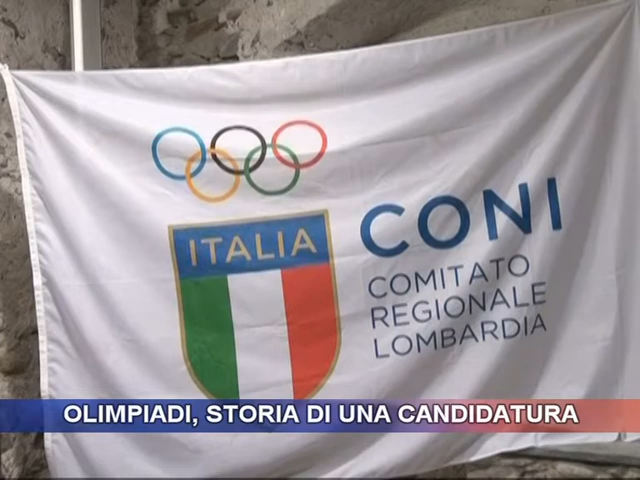 ITALIA
CONI
COMITATO
REGIONALE
LOMBARDIA
OLIMPIADI, STORIA DI UNA CANDIDATURA